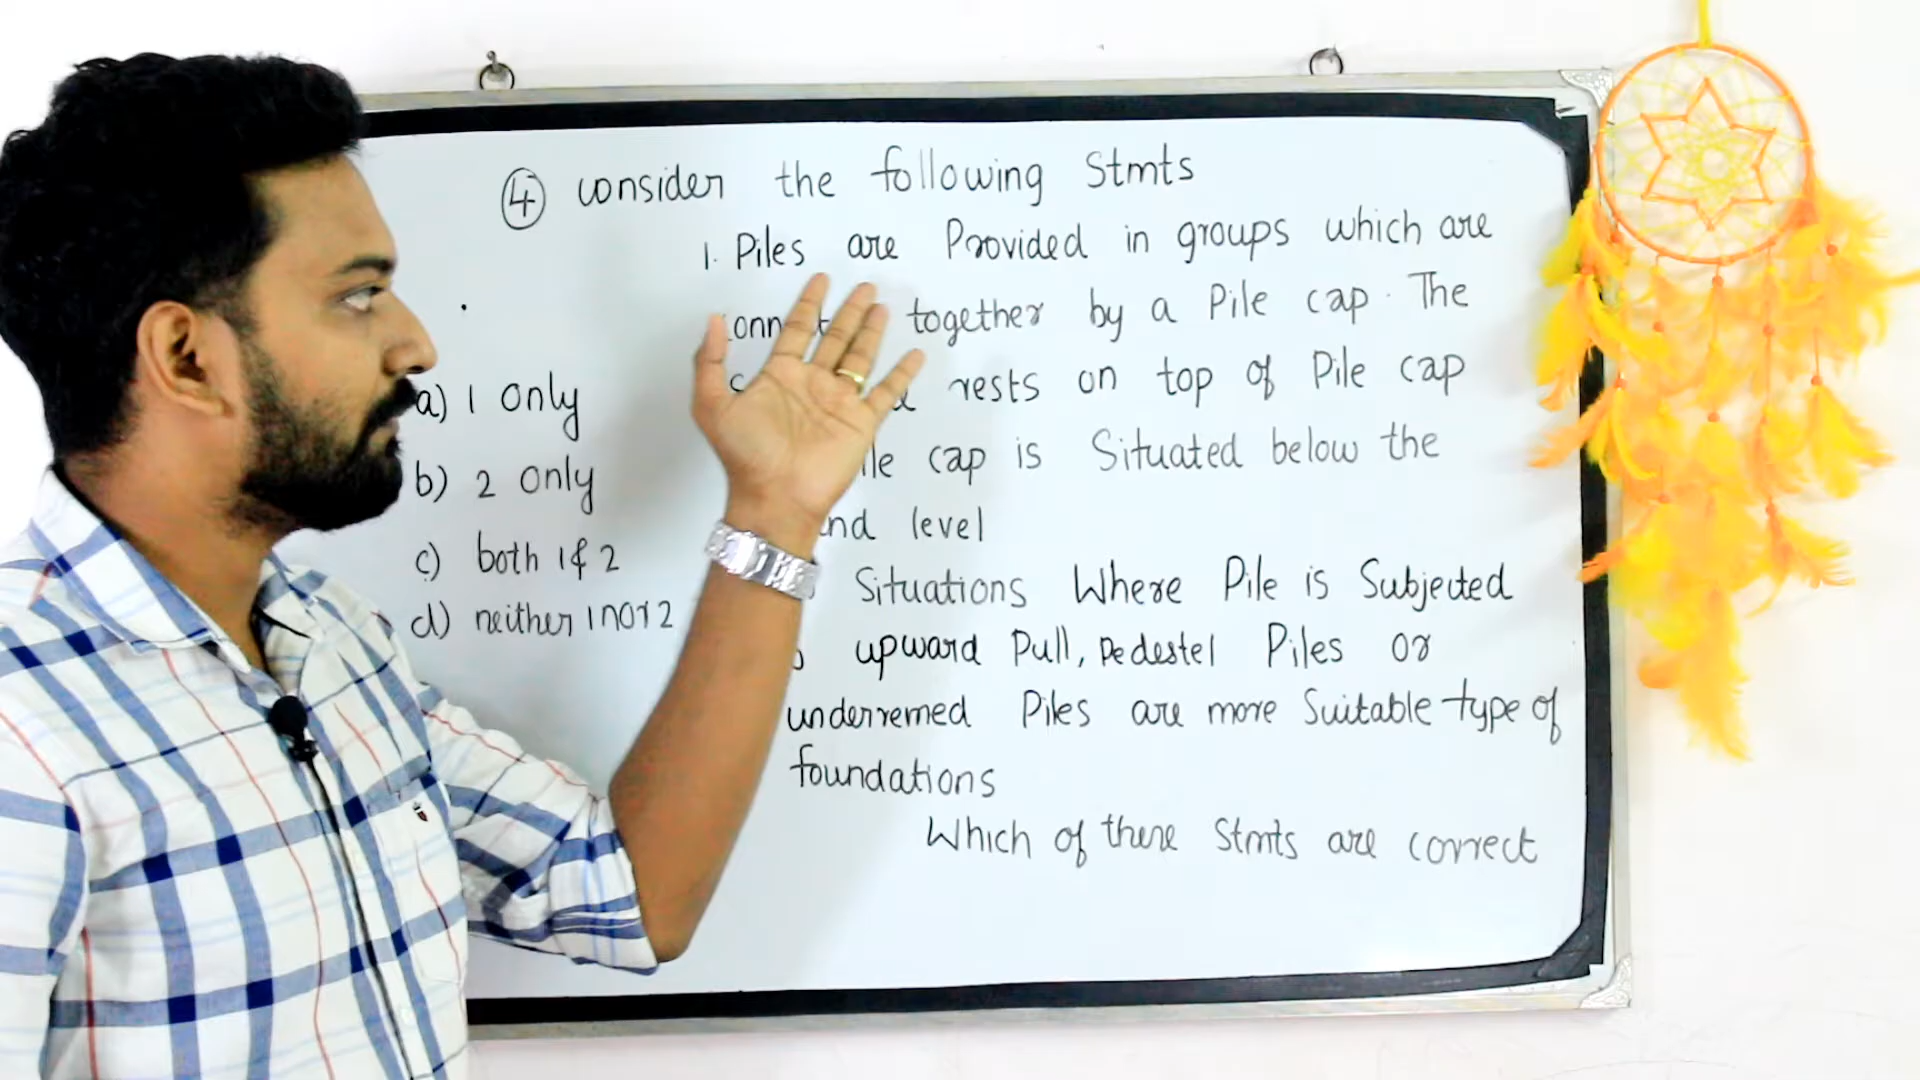 ④ consider the following Stmts
1. Piles are Provided in groups which are
together by a Pile cap. The
rests on top of Pile cap
cap is Situated below the
level
Situations Where Pile is Subjected
upward Pull, Pedestel Piles or
underremed Piles are more Suitable type of
foundations
Which of these Stmts are correct
a) 1 only
b) 2 only
c) both 1 & 2
d) neither 1 nor 2